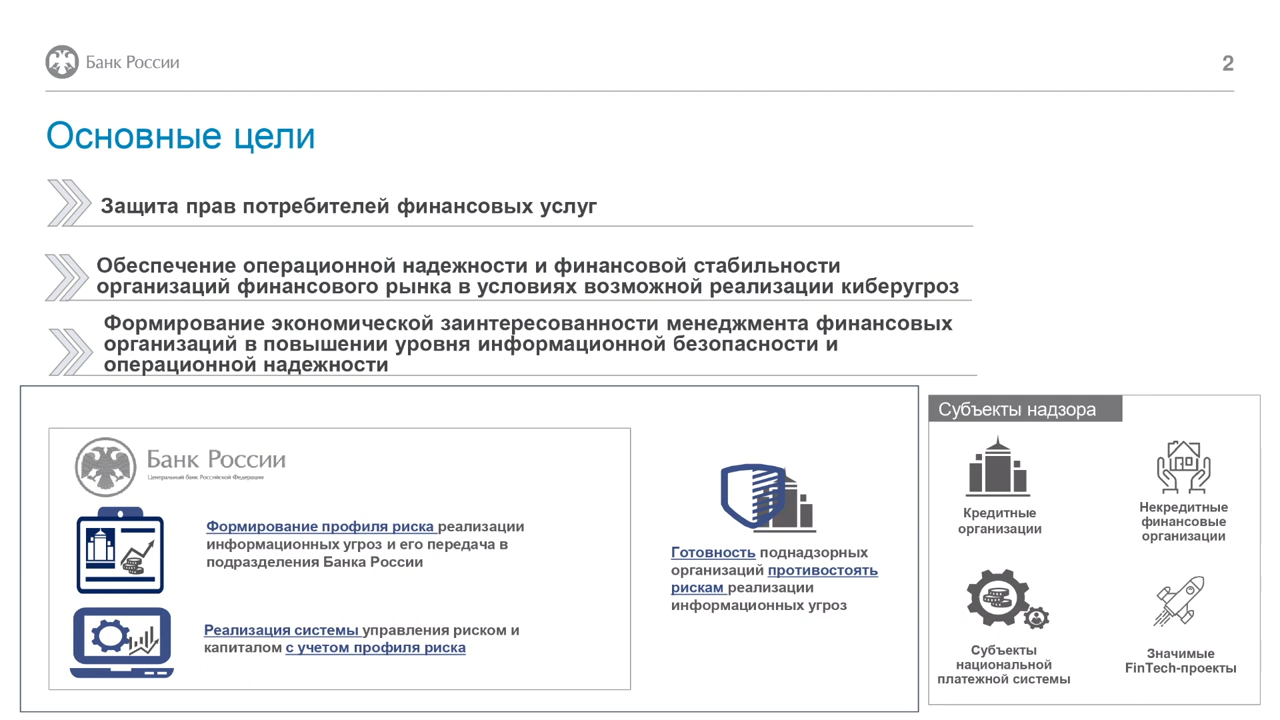 Банк России
2
Основные цели
Защита прав потребителей финансовых услуг
Обеспечение операционной надежности и финансовой стабильности
организаций финансового рынка в условиях возможной реализации киберугроз
Формирование экономической заинтересованности менеджмента финансовых
организаций в повышении уровня информационной безопасности и
операционной надежности
Банк России
Центральный банк Российской Федерации
Формирование профиля риска реализации
информационных угроз и его передача в
подразделения Банка России
Реализация системы управления риском и
капиталом с учетом профиля риска
Готовность поднадзорных
организаций противостоять
рискам реализации
информационных угроз
Субъекты надзора
Кредитные
организации
Некредитные
финансовые
организации
Субъекты
национальной
платежной системы
Значимые
FinTech-проекты